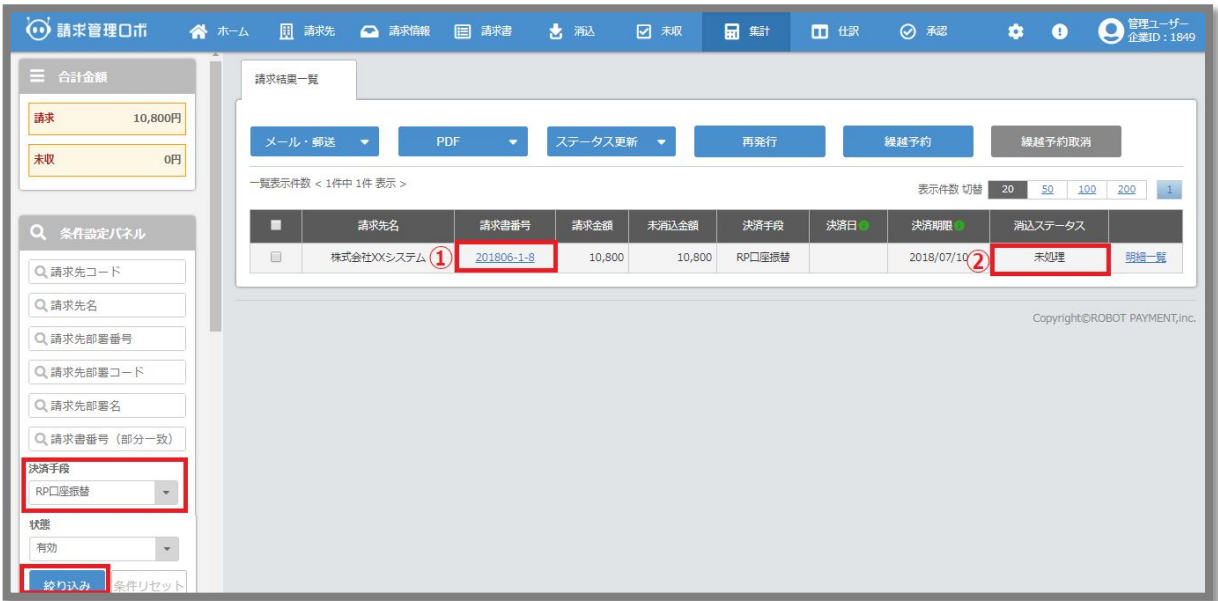 請求管理ロボ ホーム 請求先 請求情報 請求書 消込 未収 集計 仕訳 承認 管理ユーザー
企業ID：1849
合計金額
請求 10,800円
未収 0円
条件設定パネル
請求先コード
請求先名
請求先部署番号
請求先部署コード
請求先部署名
請求書番号（部分一致）
決済手段
RP口座振替
状態
有効
絞り込み 条件リセット
請求結果一覧
メール・郵送 PDF ステータス更新 再発行 繰越予約 繰越予約取消
一覧表示件数 < 1件中 1件 表示 >
表示件数 切替 20 50 100 200 1
請求先名 請求書番号 請求金額 未消込金額 決済手段 決済日 決済期限 消込ステータス
株式会社XXシステム ① 201806-1-8 10,800 10,800 RP口座振替 2018/07/10 ② 未処理 明細一覧
Copyright©ROBOT PAYMENT,inc.